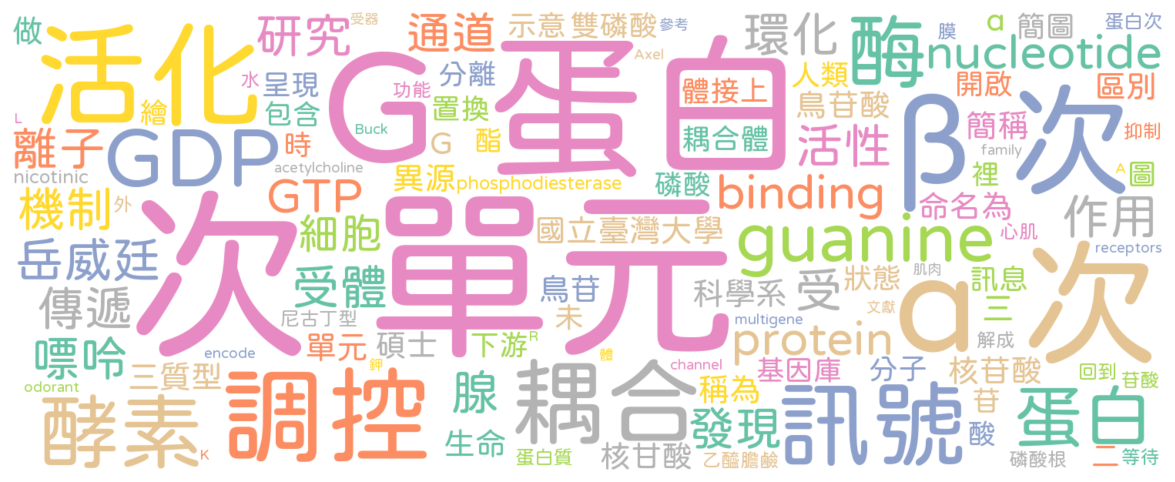 做
活化
研究
受器
通道
示意
雙磷酸
參考
環化
酶
α
簡圖
膜
蛋白次
nucleotide
水
呈現
繪
包含
G蛋白
分離
功能
置換
Axel
體接上
人類
鳥苷酸
開啟
區別
L
離子
GDP
時
Buck
G
酯
耦合體
活性
β次
簡稱
抑制
family
nicotinic
acetylcholine
機制
外
GTP
異源
phosphodiesterase
磷酸
binding
裡
A
圖
命名為
作用
心肌
岳威廷
次單元
細胞
國立臺灣大學
guanine
receptors
傳遞
受體
鳥苷
科學系
受
狀態
肌肉
訊息
α次
尼古丁型
未
文獻
三
解成
嘌呤
encode
單元
碩士
下游
R
multigene
protein
odorant
三質型
鉀
體
channel
基因庫
分子
核苷酸
回到
苷酸
酵素
調控
腺
耦合
稱為
發現
訊號
苷
酸
蛋白
K
生命
蛋白質
核甘酸
乙醯膽鹼
磷酸根
二
等待